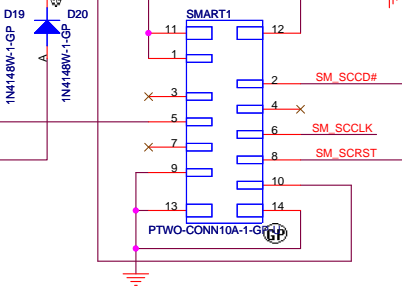 D19
D20
SMART1
1N4148W-1-GP
A
1N4148W-1-GP
11
12
1
2
SM_SCCD#
3
4
5
6
SM_SCCLK
7
8
SM_SCRST
9
10
13
14
PTWO-CONN10A-1-GP
GP